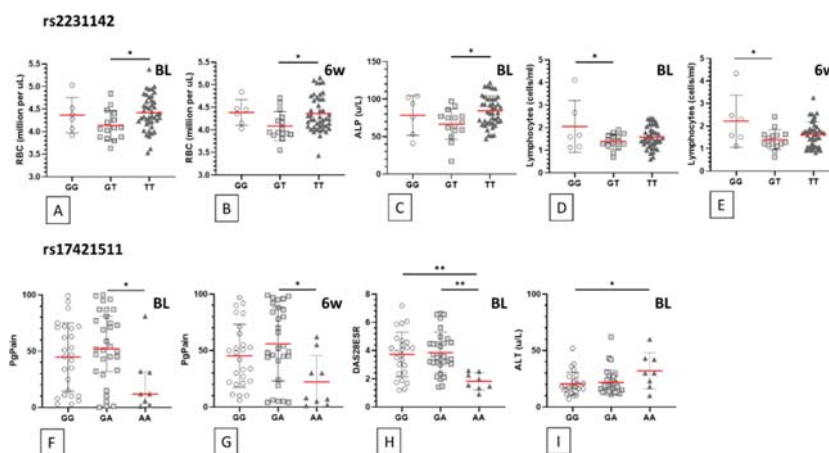 rs2231142
BL
*
RBC (million per uL)
5.5
5.0
4.5
4.0
3.5
3.0
GG GT TT
A
6w
*
RBC (million per uL)
5.5
5.0
4.5
4.0
3.5
3.0
GG GT TT
B
BL
*
ALP (u/L)
150
100
50
0
GG GT TT
C
BL
*
Lymphocytes (cells/ml)
5
4
3
2
1
0
GG GT TT
D
6w
*
Lymphocytes (cells/ml)
5
4
3
2
1
0
GG GT TT
E
rs17421511
BL
*
PgPain
100
50
0
GG GA AA
F
6w
*
PgPain
100
50
0
GG GA AA
G
BL
**
**
DAS28ESR
8
6
4
2
0
GG GA AA
H
BL
*
ALT (u/L)
80
60
40
20
0
GG GA AA
I